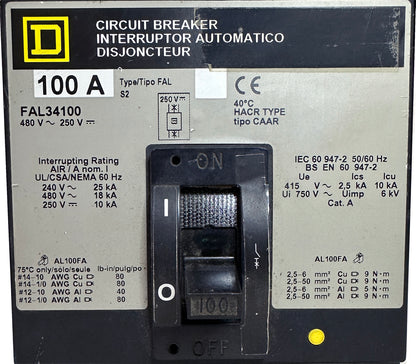 CIRCUIT BREAKER
INTERRUPTOR AUTOMATICO
DISJONCTEUR
D
100 A
Type/Tipo FAL
S2
CE
FAL34100
480 V ~ 250 V ⎓
250 V ⎓
40°C
HACR TYPE
tipo CAAR
Interrupting Rating
AIR / A nom. I
UL/CSA/NEMA 60 Hz
240 V ~ 25 kA
480 V ~ 18 kA
250 V ⎓ 10 kA
ON
IEC 60 947-2 50/60 Hz
BS EN 60 947-2
Ue Ics Icu
415 V ~ 2,5 kA 10 kA
Ui 750 V ~ Uimp 6 kV
Cat. A
I
O
100
OFF
AL100FA
75°C only/sólo/seule lb-in/pulg/po
#14-10 AWG Cu 80
#14-1/0 AWG Cu 80
#12-10 AWG Al 40
#12-1/0 AWG Al 80
AL100FA
2,5-6 mm² Cu 9 N·m
2,5-50 mm² Cu 9 N·m
2,5-6 mm² Al 5 N·m
2,5-50 mm² Al 9 N·m